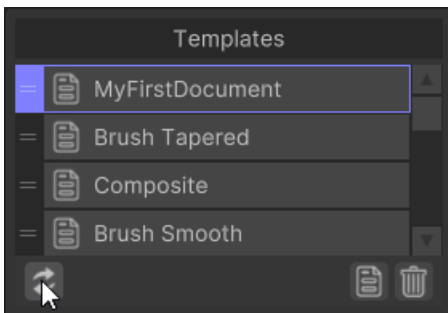 Templates
MyFirstDocument
Brush Tapered
Composite
Brush Smooth